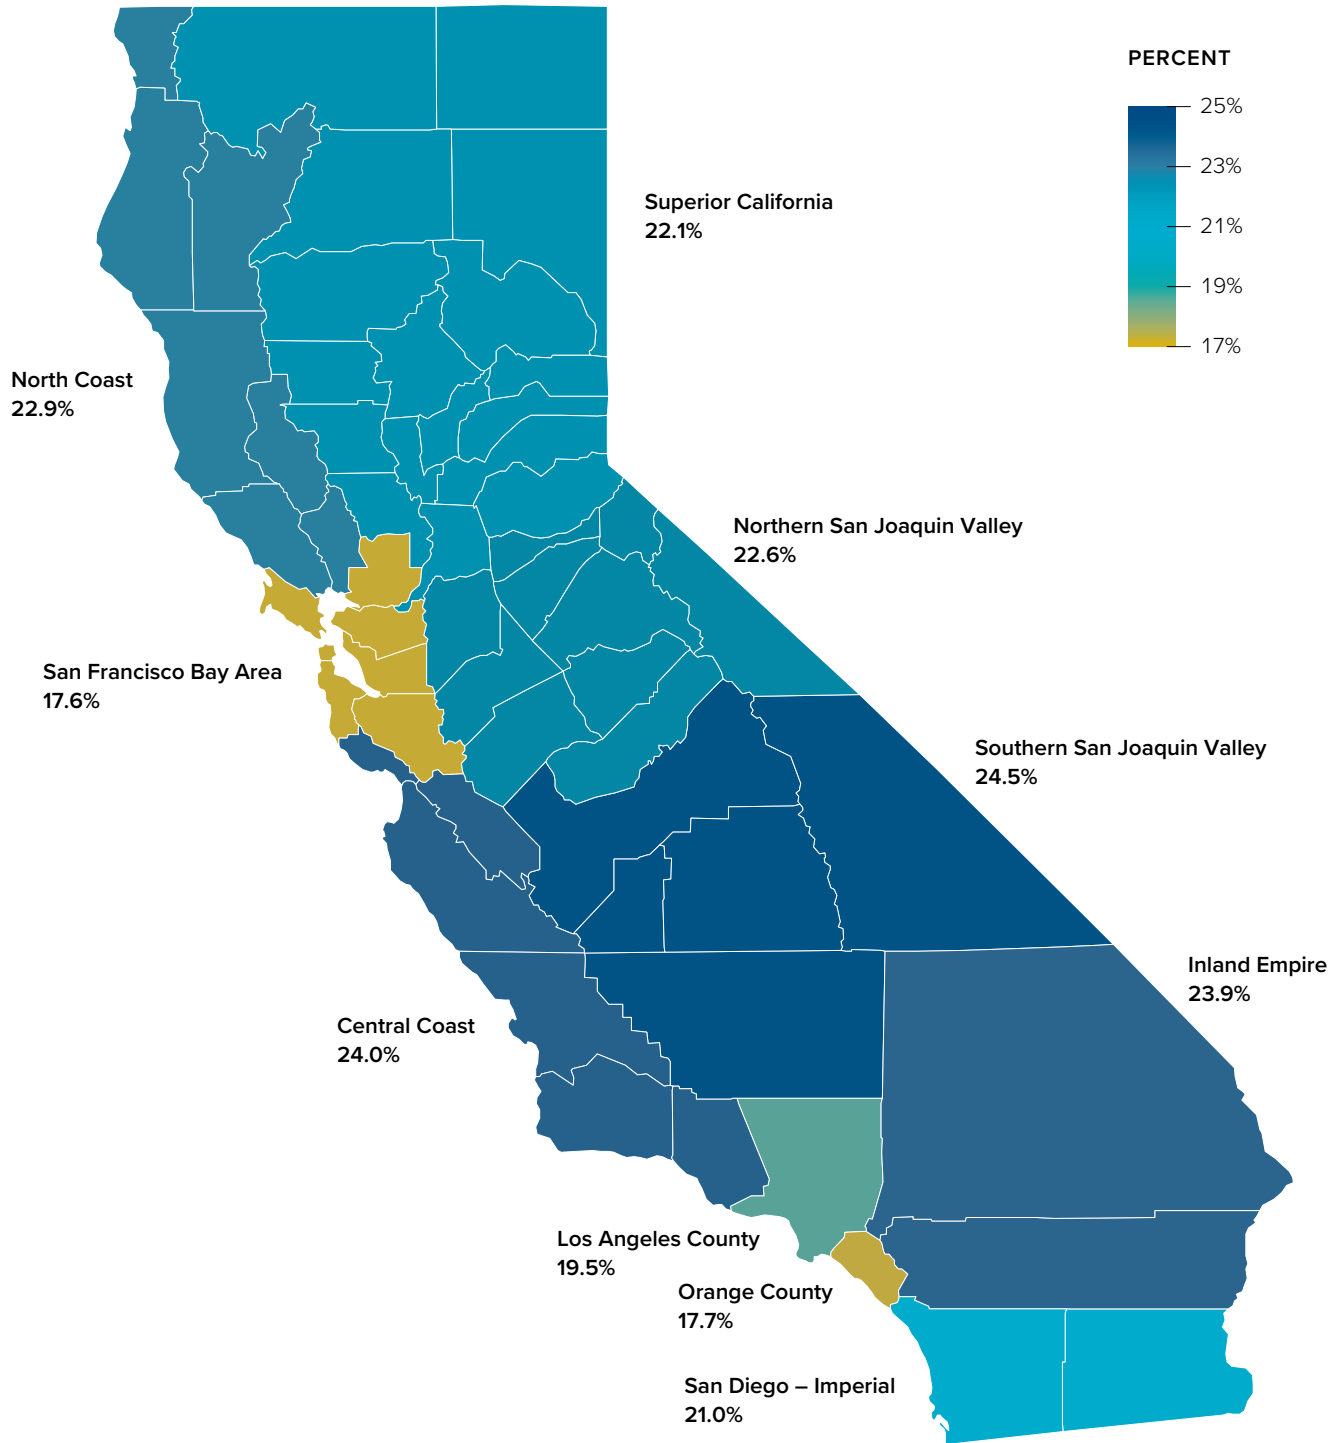 PERCENT
25%
23%
21%
19%
17%
Superior California
22.1%
North Coast
22.9%
Northern San Joaquin Valley
22.6%
San Francisco Bay Area
17.6%
Southern San Joaquin Valley
24.5%
Inland Empire
23.9%
Central Coast
24.0%
Los Angeles County
19.5%
Orange County
17.7%
San Diego – Imperial
21.0%